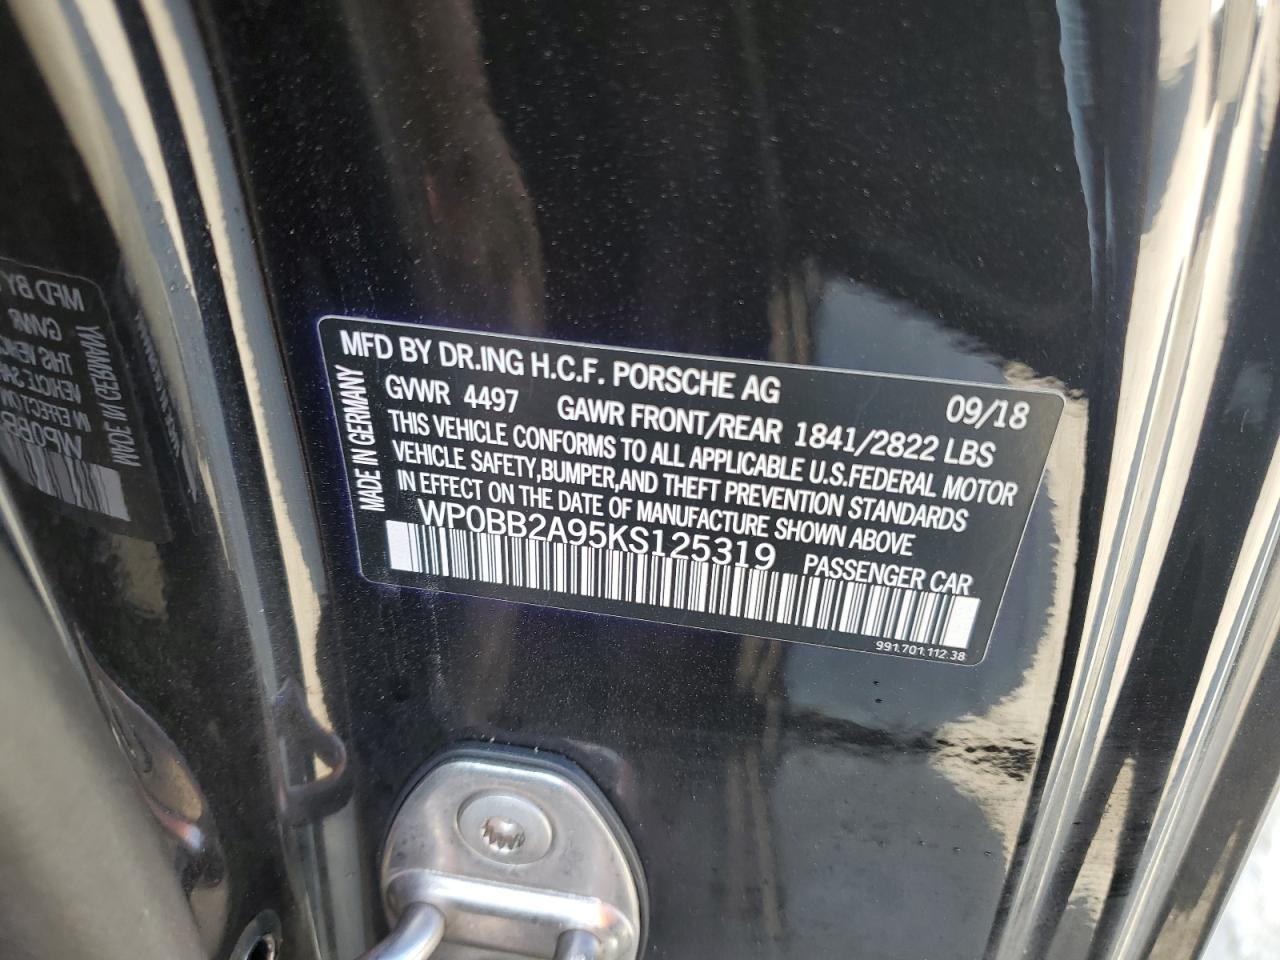 MFD BY DR.ING H.C.F. PORSCHE AG 09/18
GVWR 4497 GAWR FRONT/REAR 1841/2822 LBS
THIS VEHICLE CONFORMS TO ALL APPLICABLE U.S.FEDERAL MOTOR
VEHICLE SAFETY,BUMPER,AND THEFT PREVENTION STANDARDS
IN EFFECT ON THE DATE OF MANUFACTURE SHOWN ABOVE
WP0BB2A95KS125319 PASSENGER CAR
991.701.112.38
MADE IN GERMANY